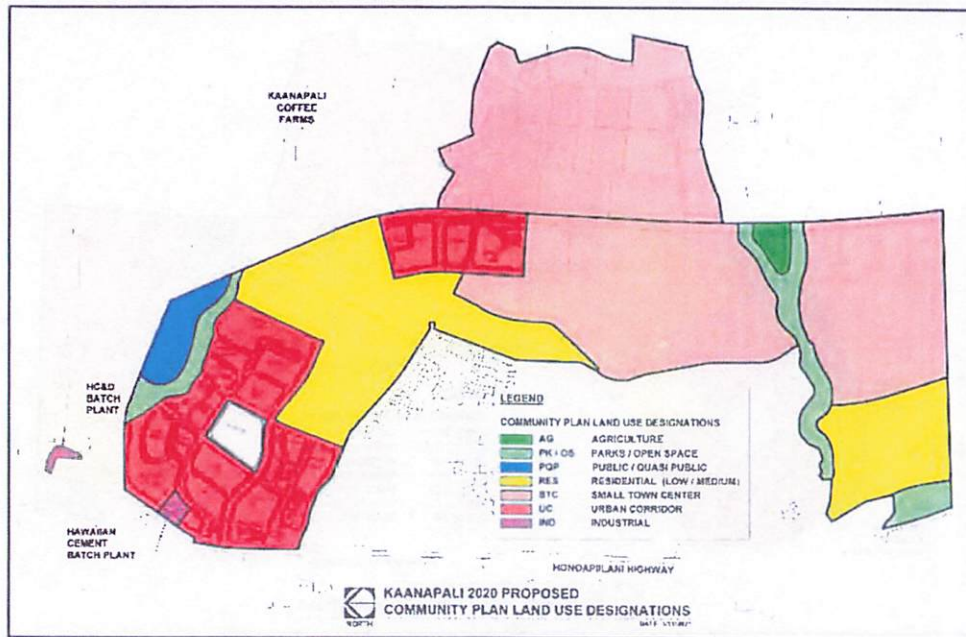 KAANAPALI
COFFEE
FARMS
HC&D
BATCH
PLANT
HAWAIIAN
CEMENT
BATCH PLANT
LEGEND
COMMUNITY PLAN LAND USE DESIGNATIONS
AG AGRICULTURE
PK / OS PARKS / OPEN SPACE
PQP PUBLIC / QUASI PUBLIC
RES RESIDENTIAL (LOW / MEDIUM)
STC SMALL TOWN CENTER
UC URBAN CORRIDOR
IND INDUSTRIAL
HONOAPIILANI HIGHWAY
NORTH
KAANAPALI 2020 PROPOSED
COMMUNITY PLAN LAND USE DESIGNATIONS
DATE